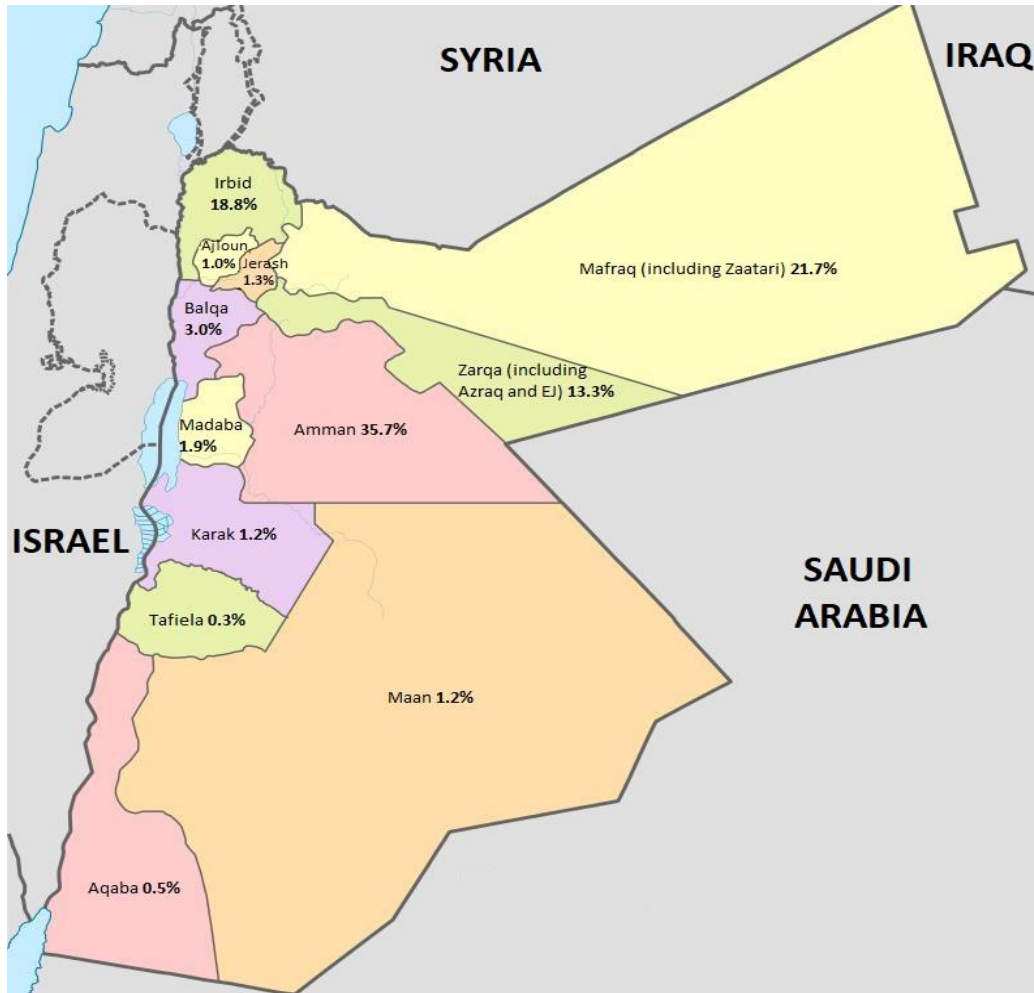 SYRIA
IRAQ
Irbid
18.8%
Ajloun
1.0%
Jerash
1.3%
Mafraq (including Zaatari) 21.7%
Balqa
3.0%
Zarqa (including
Azraq and EJ) 13.3%
Madaba
1.9%
Amman 35.7%
ISRAEL
Karak 1.2%
SAUDI
ARABIA
Tafiela 0.3%
Maan 1.2%
Aqaba 0.5%